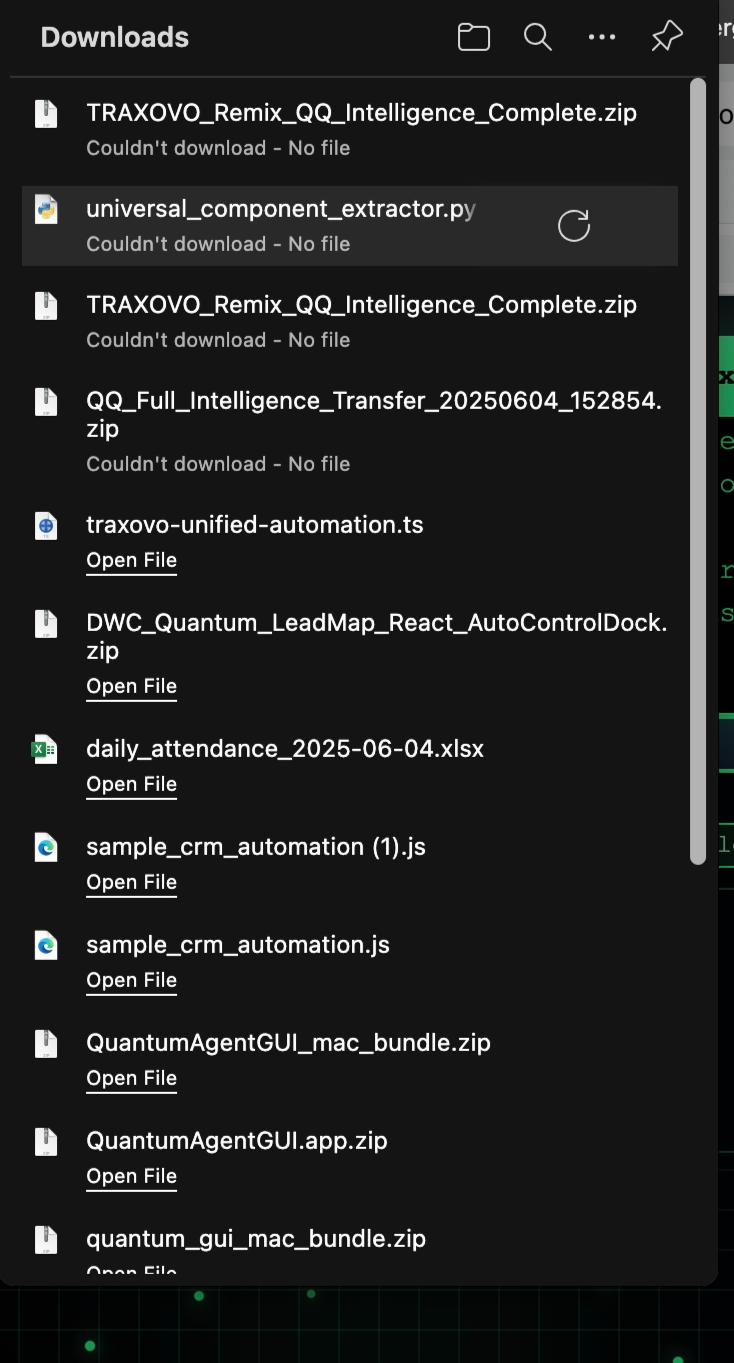 Downloads
TRAXOVO_Remix_QQ_Intelligence_Complete.zip
Couldn't download - No file
universal_component_extractor.py
Couldn't download - No file
TRAXOVO_Remix_QQ_Intelligence_Complete.zip
Couldn't download - No file
QQ_Full_Intelligence_Transfer_20250604_152854.
zip
Couldn't download - No file
traxovo-unified-automation.ts
Open File
DWC_Quantum_LeadMap_React_AutoControlDock.
zip
Open File
daily_attendance_2025-06-04.xlsx
Open File
sample_crm_automation (1).js
Open File
sample_crm_automation.js
Open File
QuantumAgentGUI_mac_bundle.zip
Open File
QuantumAgentGUI.app.zip
Open File
quantum_gui_mac_bundle.zip
Open File